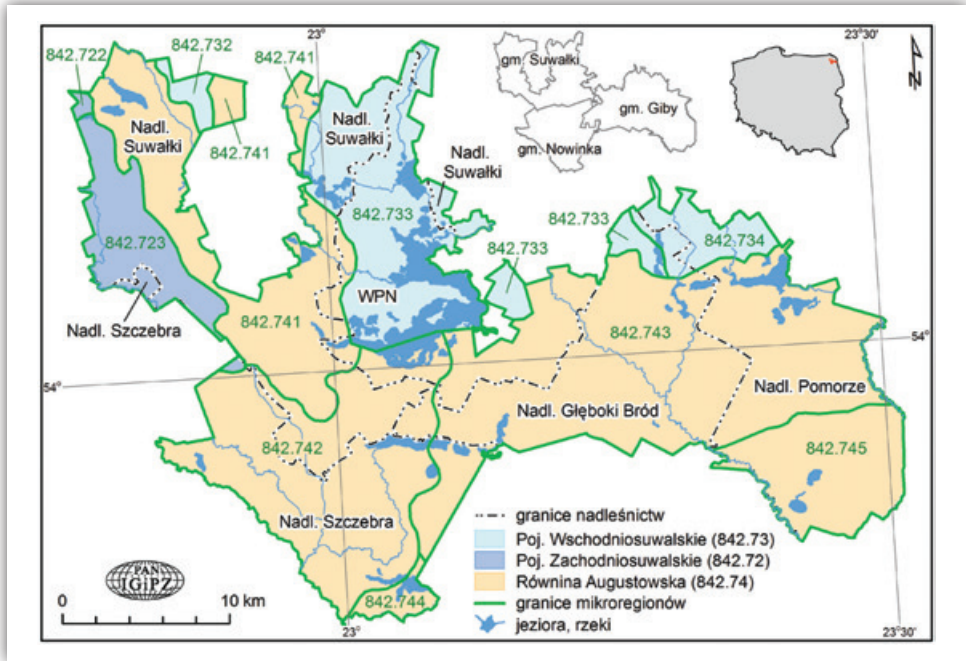 23°
23°30'
842.722
842.732
842.741
Nadl.
Suwałki
842.741
Nadl.
Suwałki
Nadl.
Suwałki
gm. Suwałki
gm. Giby
gm. Nowinka
N
842.723
842.733
842.733
842.733
842.734
WPN
Nadl. Szczebra
842.741
842.743
54°
54°
Nadl. Pomorze
Nadl. Głęboki Bród
842.742
842.745
Nadl. Szczebra
842.744
granice nadleśnictw
Poj. Wschodniosuwalskie (842.73)
Poj. Zachodniosuwalskie (842.72)
Równina Augustowska (842.74)
granice mikroregionów
jeziora, rzeki
PAN
IGiPZ
0 10 km
23°
23°30'